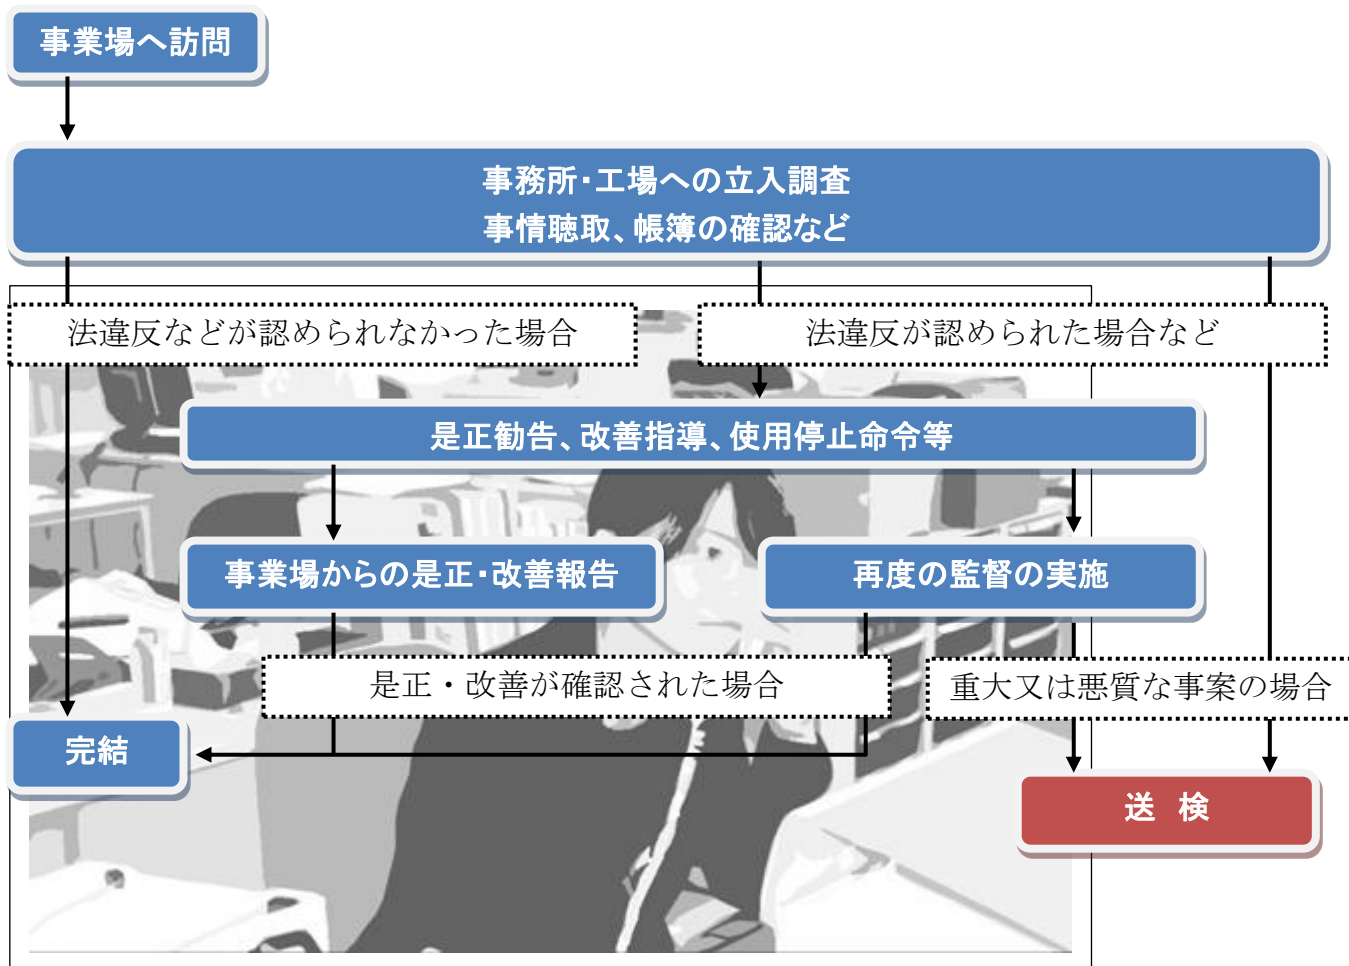 事業場へ訪問
事務所・工場への立入調査
事情聴取、帳簿の確認など
法違反などが認められなかった場合
法違反が認められた場合など
是正勧告、改善指導、使用停止命令等
事業場からの是正・改善報告
再度の監督の実施
是正・改善が確認された場合
重大又は悪質な事案の場合
完結
送 検